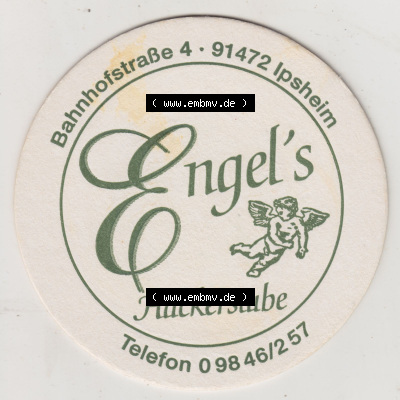 Bahnhofstraße 4 · 91472 Ipsheim
( www.embmv.de )
Engel's
( www.embmv.de )
Telefon 0 98 46/2 57